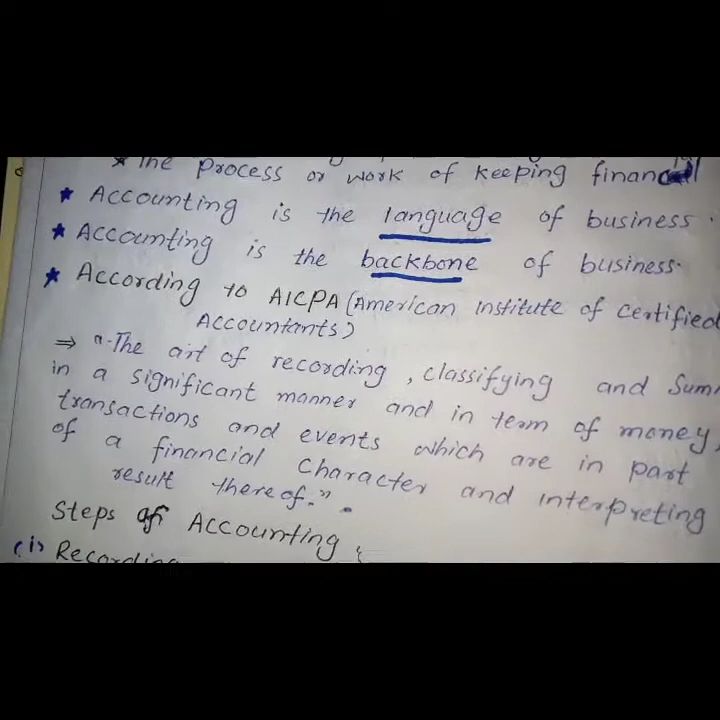 * The process or work of keeping financial
* Accounting is the language of business.
* Accounting is the backbone of business.
* According to AICPA (American institute of certified
Accountants)
⇒ "The art of recording, classifying and Summ
in a significant manner and in term of money,
transactions and events which are in part
of a financial Character and interpreting
result thereof.".
Steps of Accounting :
(i) Recording